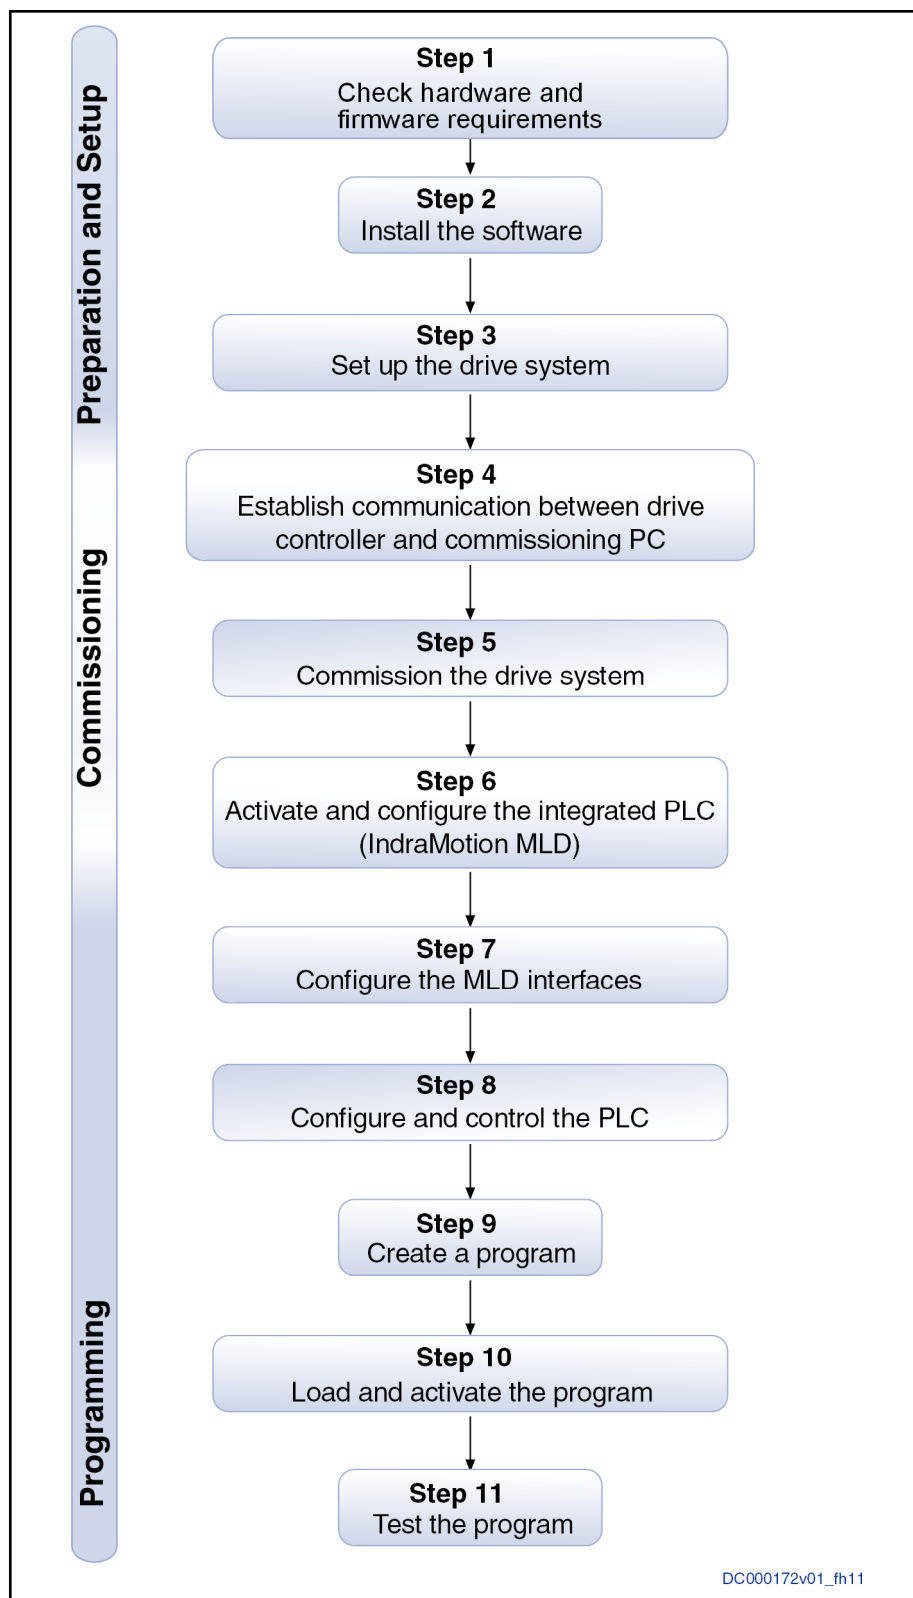 Preparation and Setup
Commissioning
Programming
Step 1
Check hardware and
firmware requirements
Step 2
Install the software
Step 3
Set up the drive system
Step 4
Establish communication between drive
controller and commissioning PC
Step 5
Commission the drive system
Step 6
Activate and configure the integrated PLC
(IndraMotion MLD)
Step 7
Configure the MLD interfaces
Step 8
Configure and control the PLC
Step 9
Create a program
Step 10
Load and activate the program
Step 11
Test the program
DC000172v01_fh11